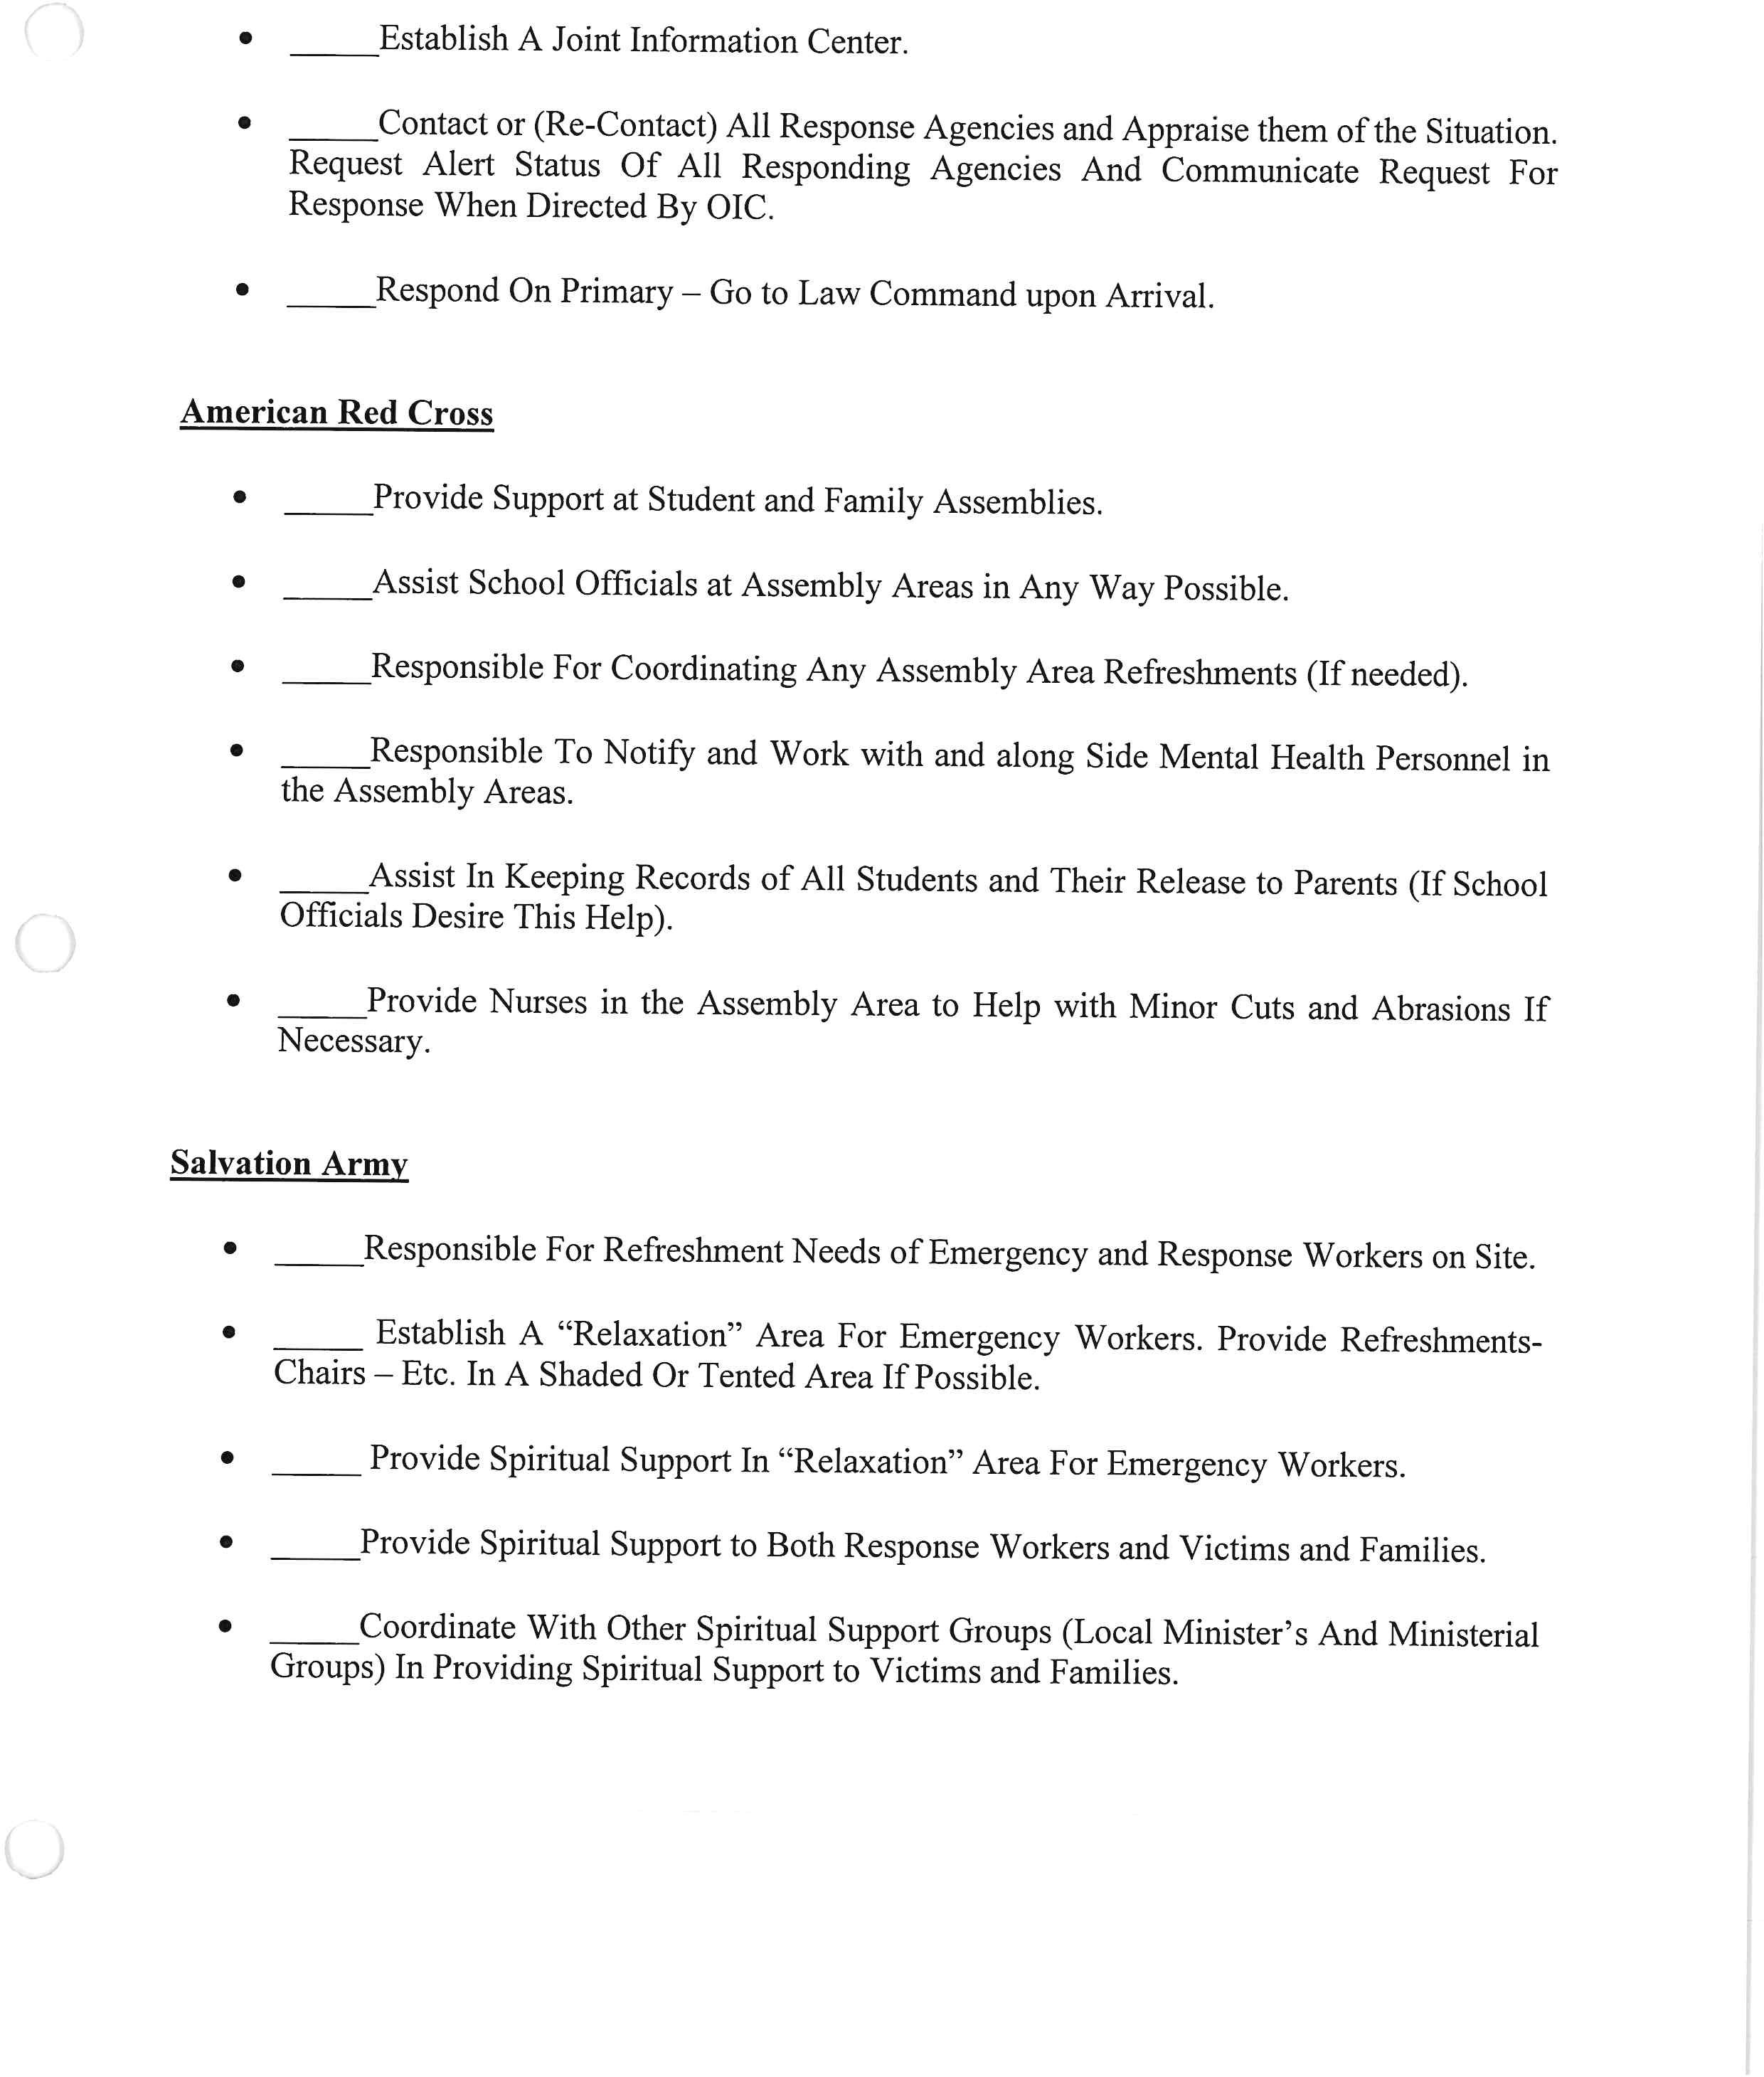 • _____Establish A Joint Information Center.
• _____Contact or (Re-Contact) All Response Agencies and Appraise them of the Situation.
Request Alert Status Of All Responding Agencies And Communicate Request For
Response When Directed By OIC.
• _____Respond On Primary – Go to Law Command upon Arrival.
American Red Cross
• _____Provide Support at Student and Family Assemblies.
• _____Assist School Officials at Assembly Areas in Any Way Possible.
• _____Responsible For Coordinating Any Assembly Area Refreshments (If needed).
• _____Responsible To Notify and Work with and along Side Mental Health Personnel in
the Assembly Areas.
• _____Assist In Keeping Records of All Students and Their Release to Parents (If School
Officials Desire This Help).
• _____Provide Nurses in the Assembly Area to Help with Minor Cuts and Abrasions If
Necessary.
Salvation Army
• _____Responsible For Refreshment Needs of Emergency and Response Workers on Site.
• _____ Establish A “Relaxation” Area For Emergency Workers. Provide Refreshments-
Chairs – Etc. In A Shaded Or Tented Area If Possible.
• _____ Provide Spiritual Support In “Relaxation” Area For Emergency Workers.
• _____Provide Spiritual Support to Both Response Workers and Victims and Families.
• _____Coordinate With Other Spiritual Support Groups (Local Minister’s And Ministerial
Groups) In Providing Spiritual Support to Victims and Families.